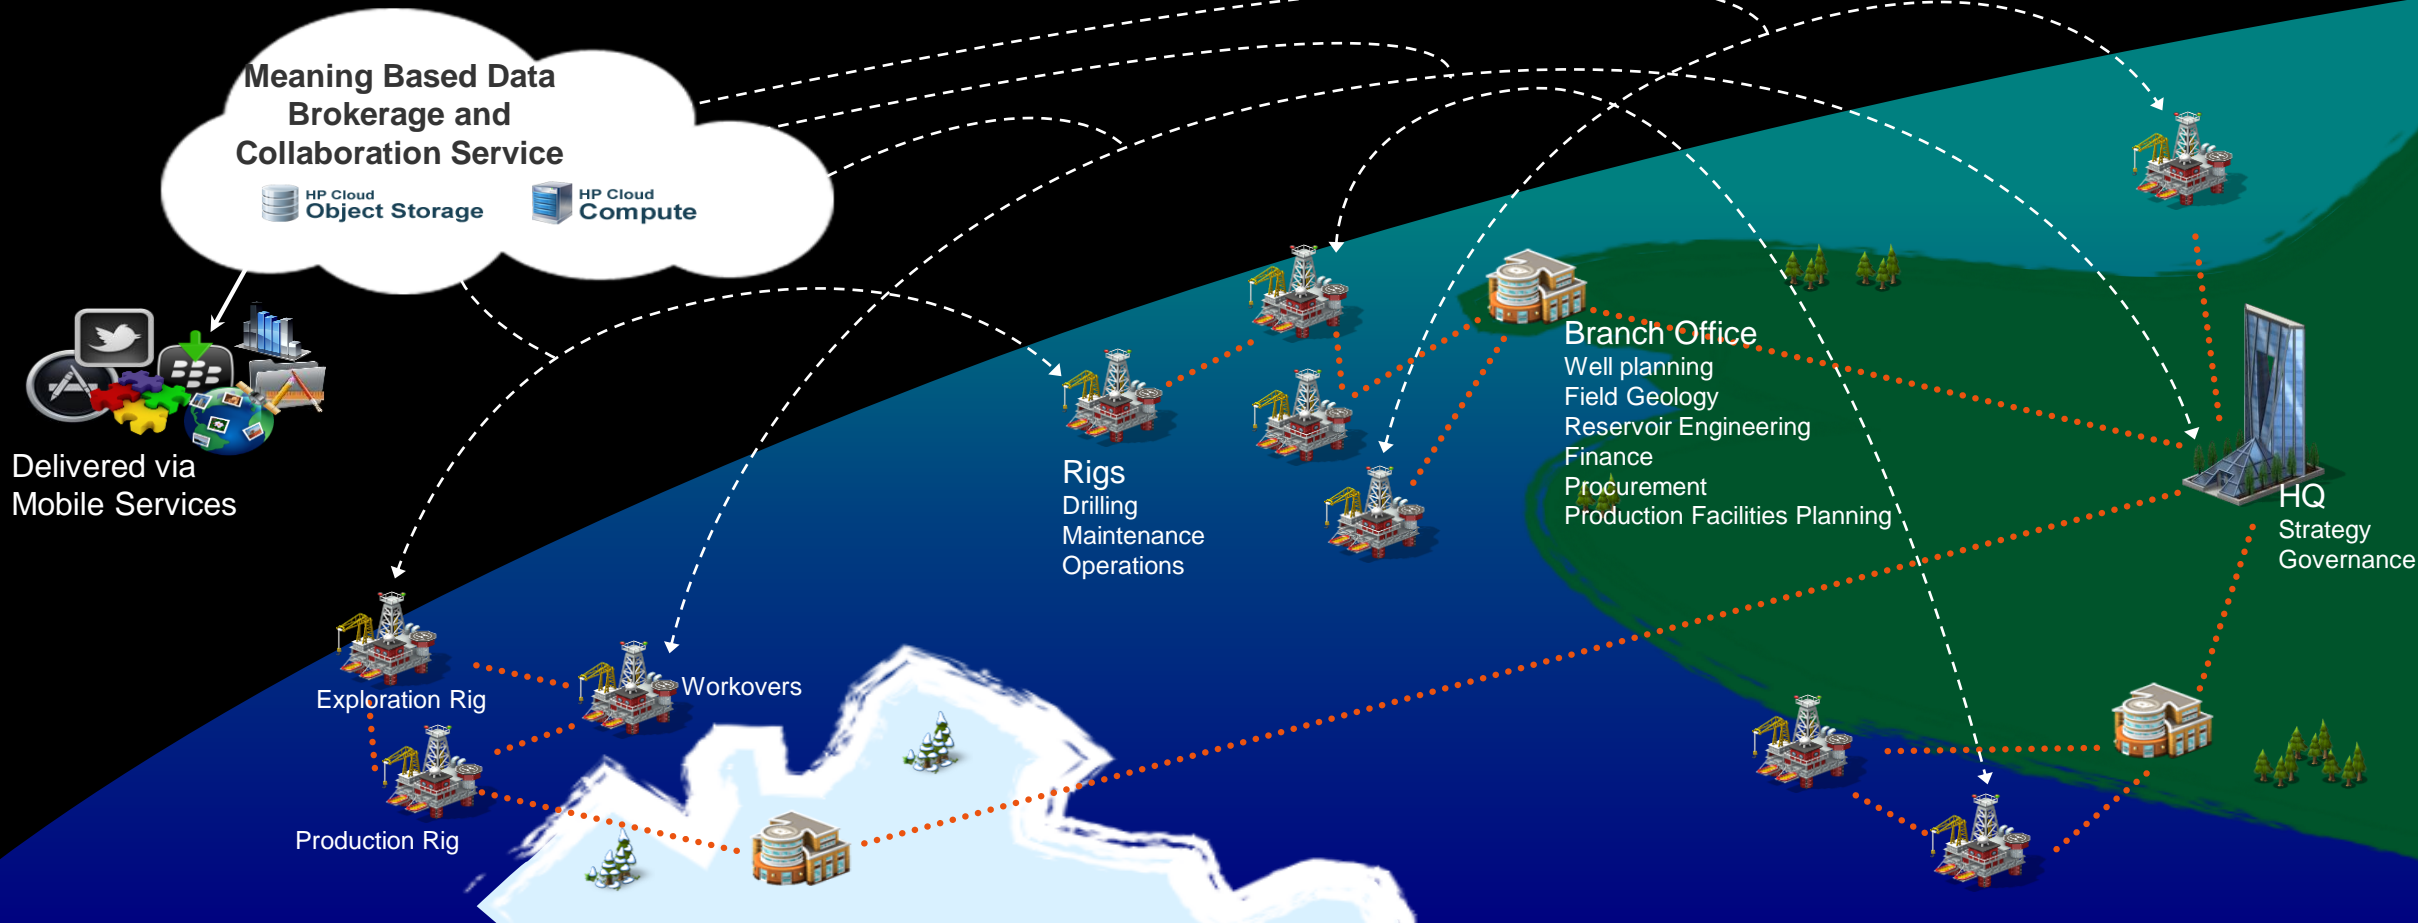 Meaning Based Data
Brokerage and
Collaboration Service
HP Cloud
Object Storage
HP Cloud
Compute
Delivered via
Mobile Services
Rigs
Drilling
Maintenance
Operations
Branch Office
Well planning
Field Geology
Reservoir Engineering
Finance
Procurement
Production Facilities Planning
HQ
Strategy
Governance
Exploration Rig
Workovers
Production Rig